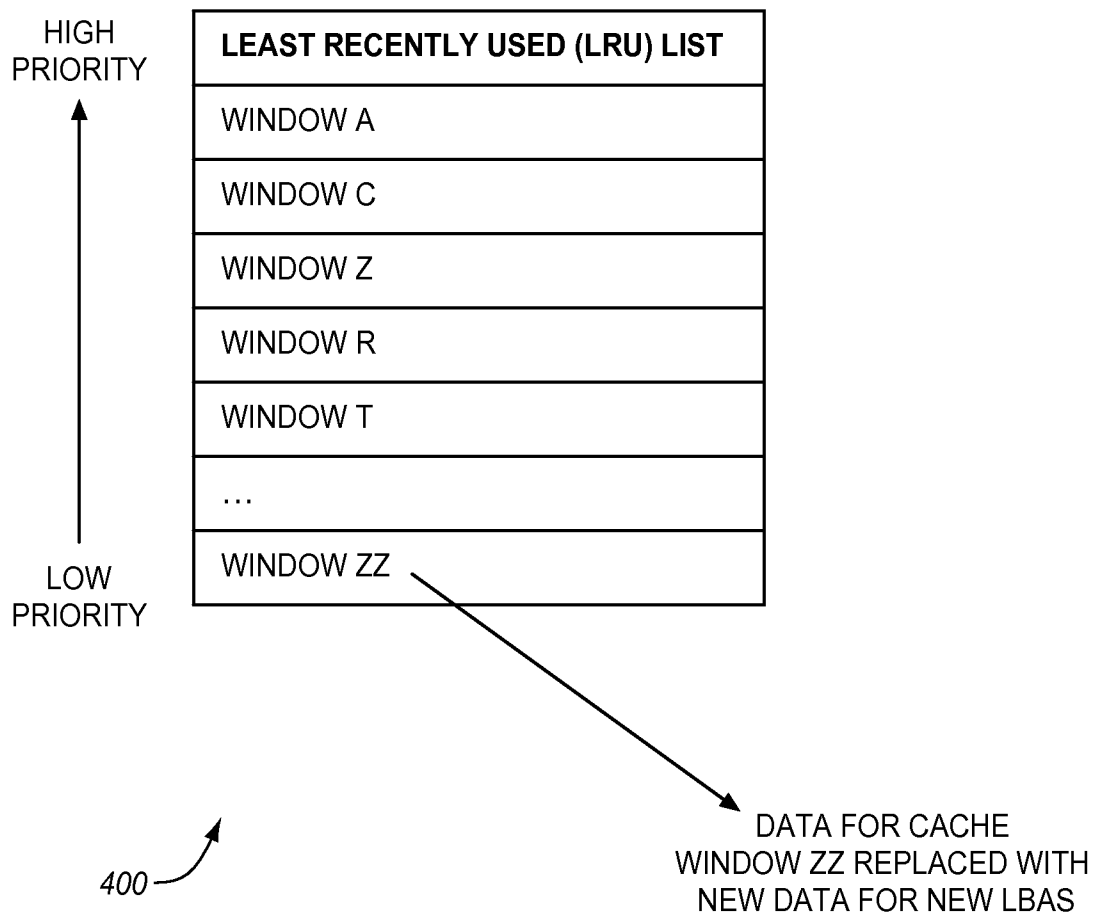 HIGH
PRIORITY
LEAST RECENTLY USED (LRU) LIST
WINDOW A
WINDOW C
WINDOW Z
WINDOW R
WINDOW T
...
WINDOW ZZ
LOW
PRIORITY
DATA FOR CACHE
WINDOW ZZ REPLACED WITH
NEW DATA FOR NEW LBAS
400